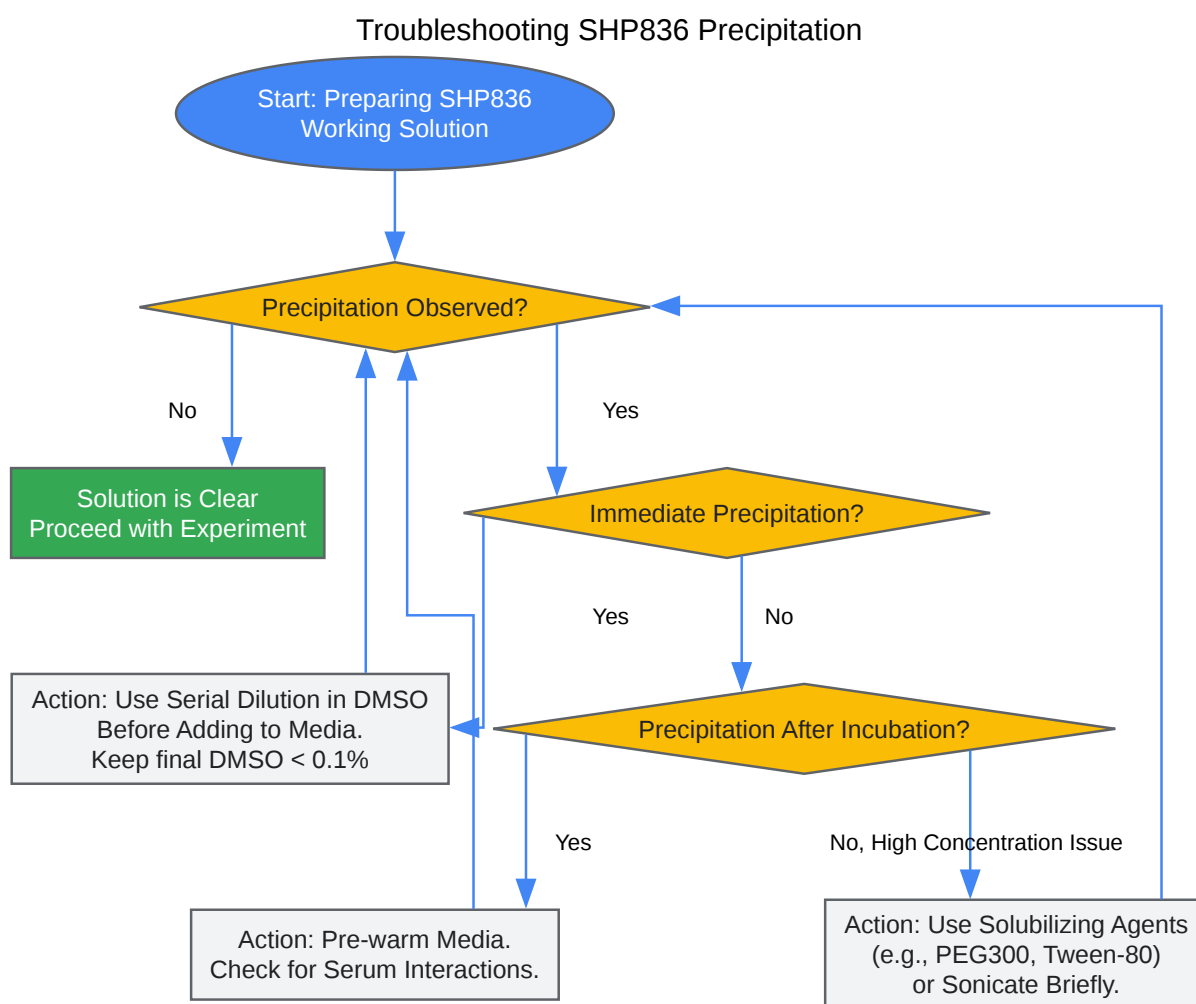 Troubleshooting SHP836 Precipitation
Start: Preparing SHP836
Working Solution
Precipitation Observed?
No
Yes
Solution is Clear
Proceed with Experiment
Immediate Precipitation?
Yes
No
Action: Use Serial Dilution in DMSO
Before Adding to Media.
Keep final DMSO < 0.1%
Precipitation After Incubation?
Yes
No, High Concentration Issue
Action: Pre-warm Media.
Check for Serum Interactions.
Action: Use Solubilizing Agents
(e.g., PEG300, Tween-80)
or Sonicate Briefly.